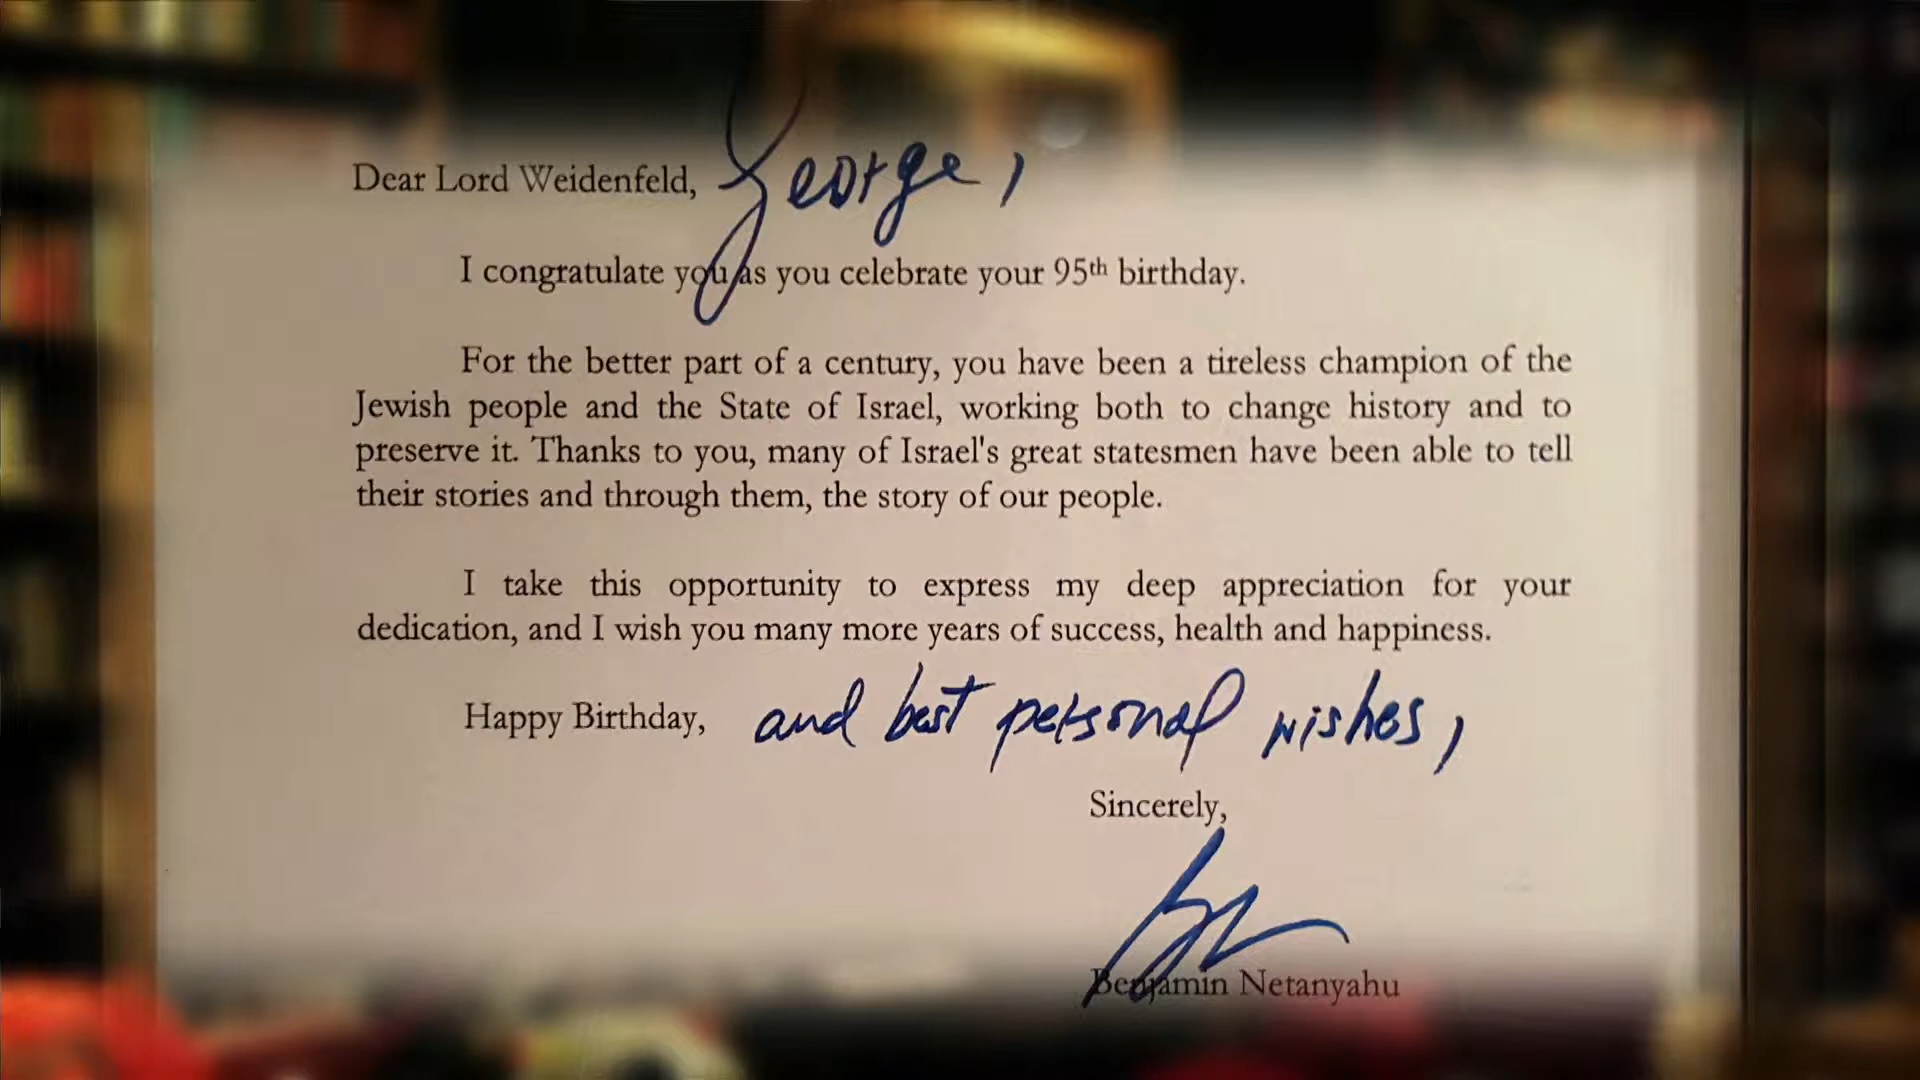 Dear Lord Weidenfeld, George,
I congratulate you as you celebrate your 95th birthday.
For the better part of a century, you have been a tireless champion of the
Jewish people and the State of Israel, working both to change history and to
preserve it. Thanks to you, many of Israel's great statesmen have been able to tell
their stories and through them, the story of our people.
I take this opportunity to express my deep appreciation for your
dedication, and I wish you many more years of success, health and happiness.
Happy Birthday, and best personal wishes,
Sincerely,
Benjamin Netanyahu